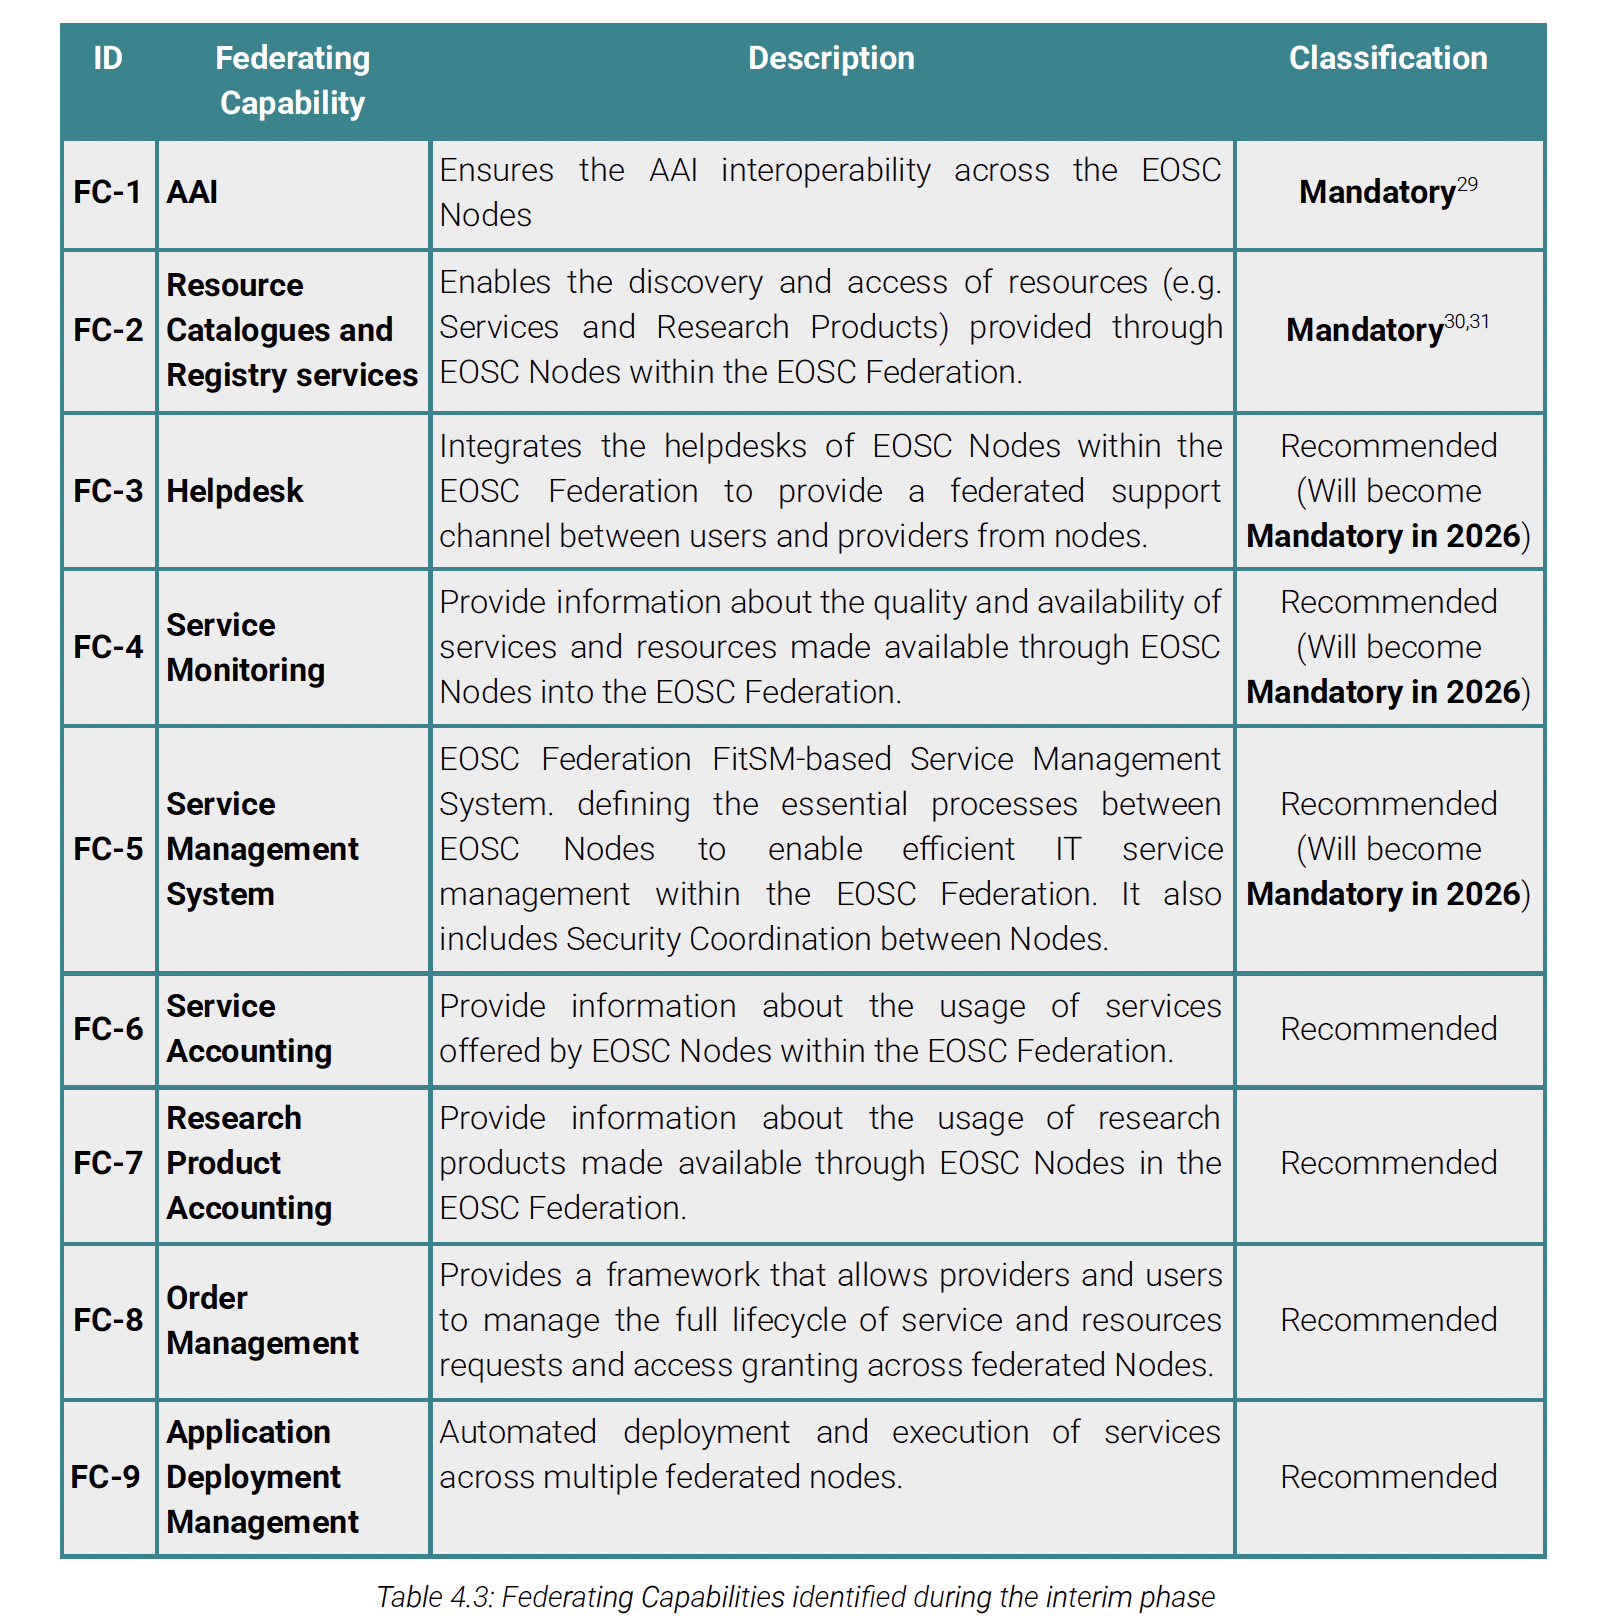 ID
Federating
Capability
Description
Classification
FC-1
AAI
Ensures the AAI interoperability across the EOSC
Nodes
Mandatory29
FC-2
Resource
Catalogues and
Registry services
Enables the discovery and access of resources (e.g.
Services and Research Products) provided through
EOSC Nodes within the EOSC Federation.
Mandatory30,31
FC-3
Helpdesk
Integrates the helpdesks of EOSC Nodes within the
EOSC Federation to provide a federated support
channel between users and providers from nodes.
Recommended
(Will become
Mandatory in 2026)
FC-4
Service
Monitoring
Provide information about the quality and availability of
services and resources made available through EOSC
Nodes into the EOSC Federation.
Recommended
(Will become
Mandatory in 2026)
FC-5
Service
Management
System
EOSC Federation FitSM-based Service Management
System. defining the essential processes between
EOSC Nodes to enable efficient IT service
management within the EOSC Federation. It also
includes Security Coordination between Nodes.
Recommended
(Will become
Mandatory in 2026)
FC-6
Service
Accounting
Provide information about the usage of services
offered by EOSC Nodes within the EOSC Federation.
Recommended
FC-7
Research
Product
Accounting
Provide information about the usage of research
products made available through EOSC Nodes in the
EOSC Federation.
Recommended
FC-8
Order
Management
Provides a framework that allows providers and users
to manage the full lifecycle of service and resources
requests and access granting across federated Nodes.
Recommended
FC-9
Application
Deployment
Management
Automated deployment and execution of services
across multiple federated nodes.
Recommended
Table 4.3: Federating Capabilities identified during the interim phase